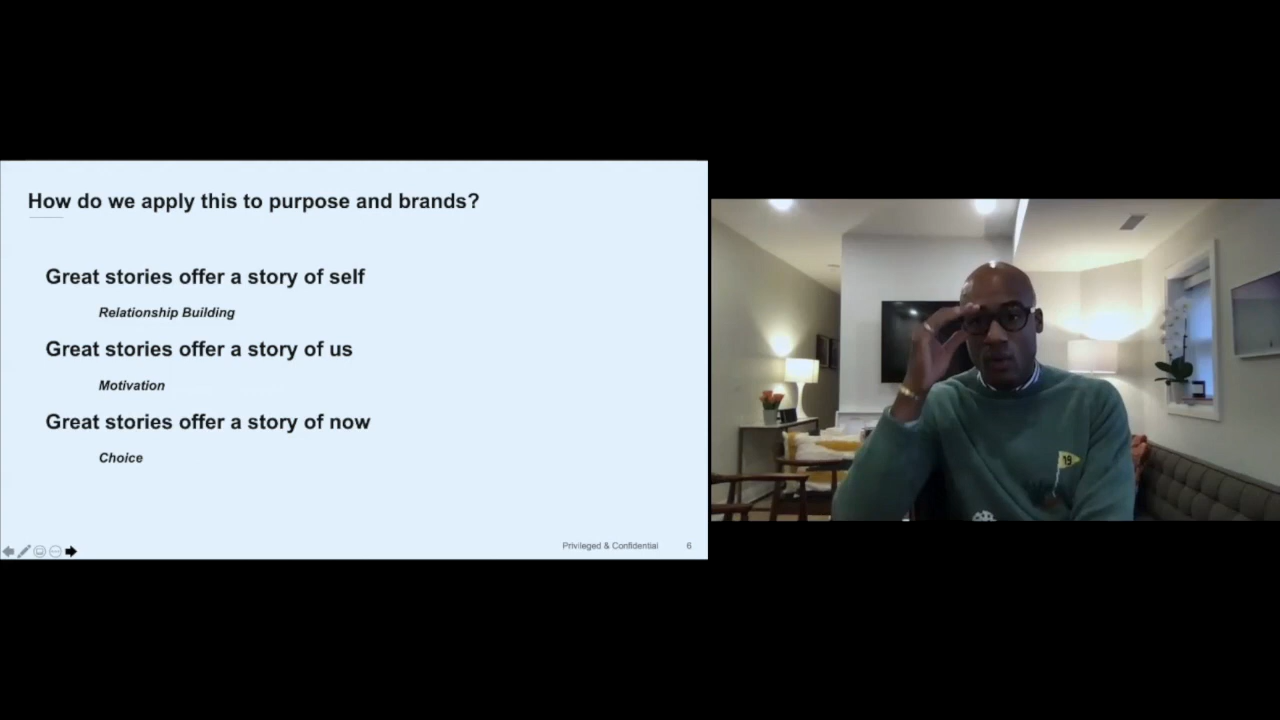 How do we apply this to purpose and brands?
Great stories offer a story of self
Relationship Building
Great stories offer a story of us
Motivation
Great stories offer a story of now
Choice
Privileged & Confidential 6
19